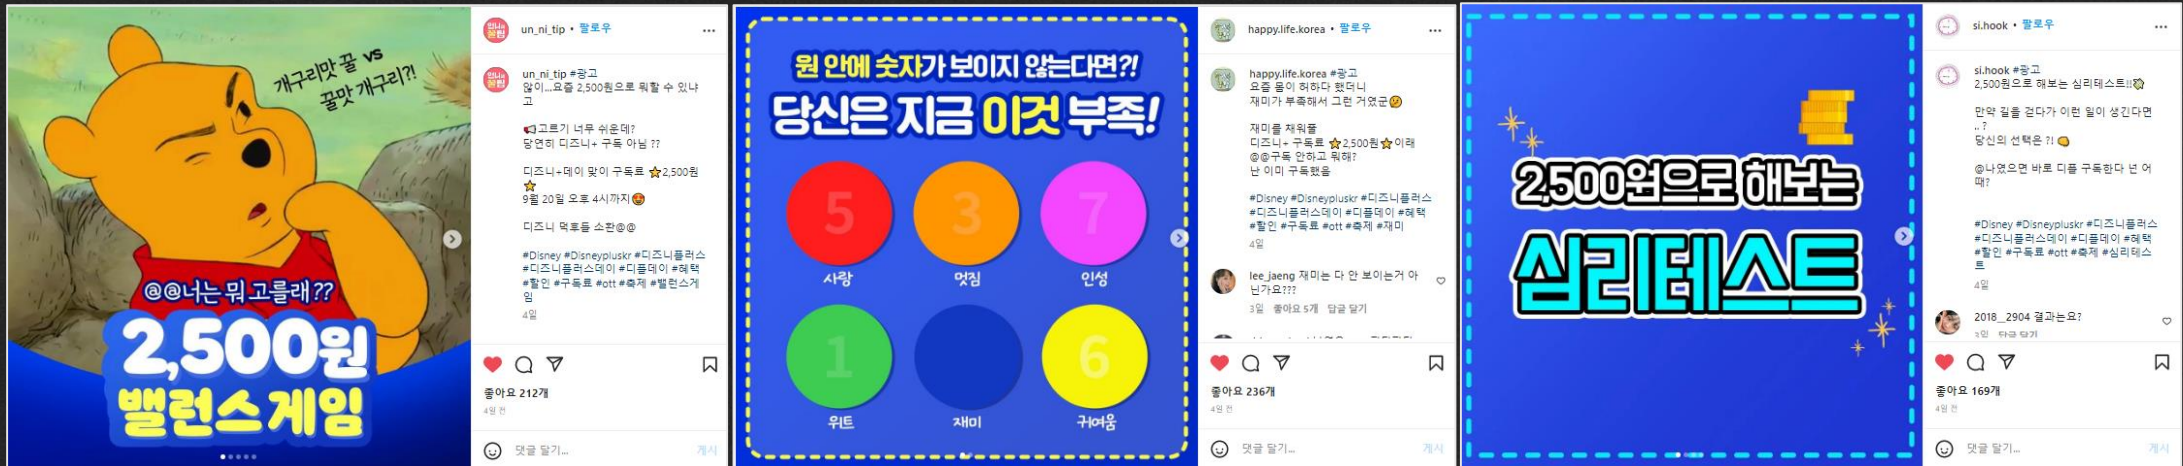 개구리맛 꿀 vs
꿀맛 개구리?!
@@너는 뭐 고를래??
2,500원
밸런스게임
un_ni_tip • 팔로우
un_ni_tip #광고
않이...요즘 2,500원으로 뭐할 수 있냐
고
📢고르기 너무 쉬운데?
당연히 디즈니+ 구독 아님 ??
디즈니+데이 맞이 구독료 ⭐2,500원
⭐
9월 20일 오후 4시까지🥰
디즈니 덕후들 소환@@
#Disney #Disneypluskr #디즈니플러스
#디즈니플러스데이 #디플데이 #혜택
#할인 #구독료 #ott #축제 #밸런스게
임
4일
좋아요 212개
4일 전
댓글 달기...
게시
원 안에 숫자가 보이지 않는다면?!
당신은 지금 이것 부족!
5
3
7
사랑
멋짐
인성
1
6
위트
재미
귀여움
happy.life.korea • 팔로우
happy.life.korea #광고
요즘 몸이 허하다 했더니
재미가 부족해서 그런 거였군🤔
재미를 채워줄
디즈니+ 구독료 ⭐2,500원⭐이래
@@구독 안하고 뭐해?
난 이미 구독했음
#Disney #Disneypluskr #디즈니플러스
#디즈니플러스데이 #디플데이 #혜택
#할인 #구독료 #ott #축제 #재미
4일
lee_jaeng 재미는 다 안 보이는거 아
닌가요???
3일 좋아요 5개 답글 달기
좋아요 236개
4일 전
댓글 달기...
게시
2,500원으로 해보는
심리테스트
si.hook • 팔로우
si.hook #광고
2,500원으로 해보는 심리테스트!!💸
만약 길을 걷다가 이런 일이 생긴다면
.. ?
당신의 선택은 ?! 👊
@나였으면 바로 디플 구독한다 넌 어
때?
#Disney #Disneypluskr #디즈니플러스
#디즈니플러스데이 #디플데이 #혜택
#할인 #구독료 #ott #축제 #심리테스
트
4일
2018__2904 결과는요?
3일 답글 달기
좋아요 169개
4일 전
댓글 달기...
게시